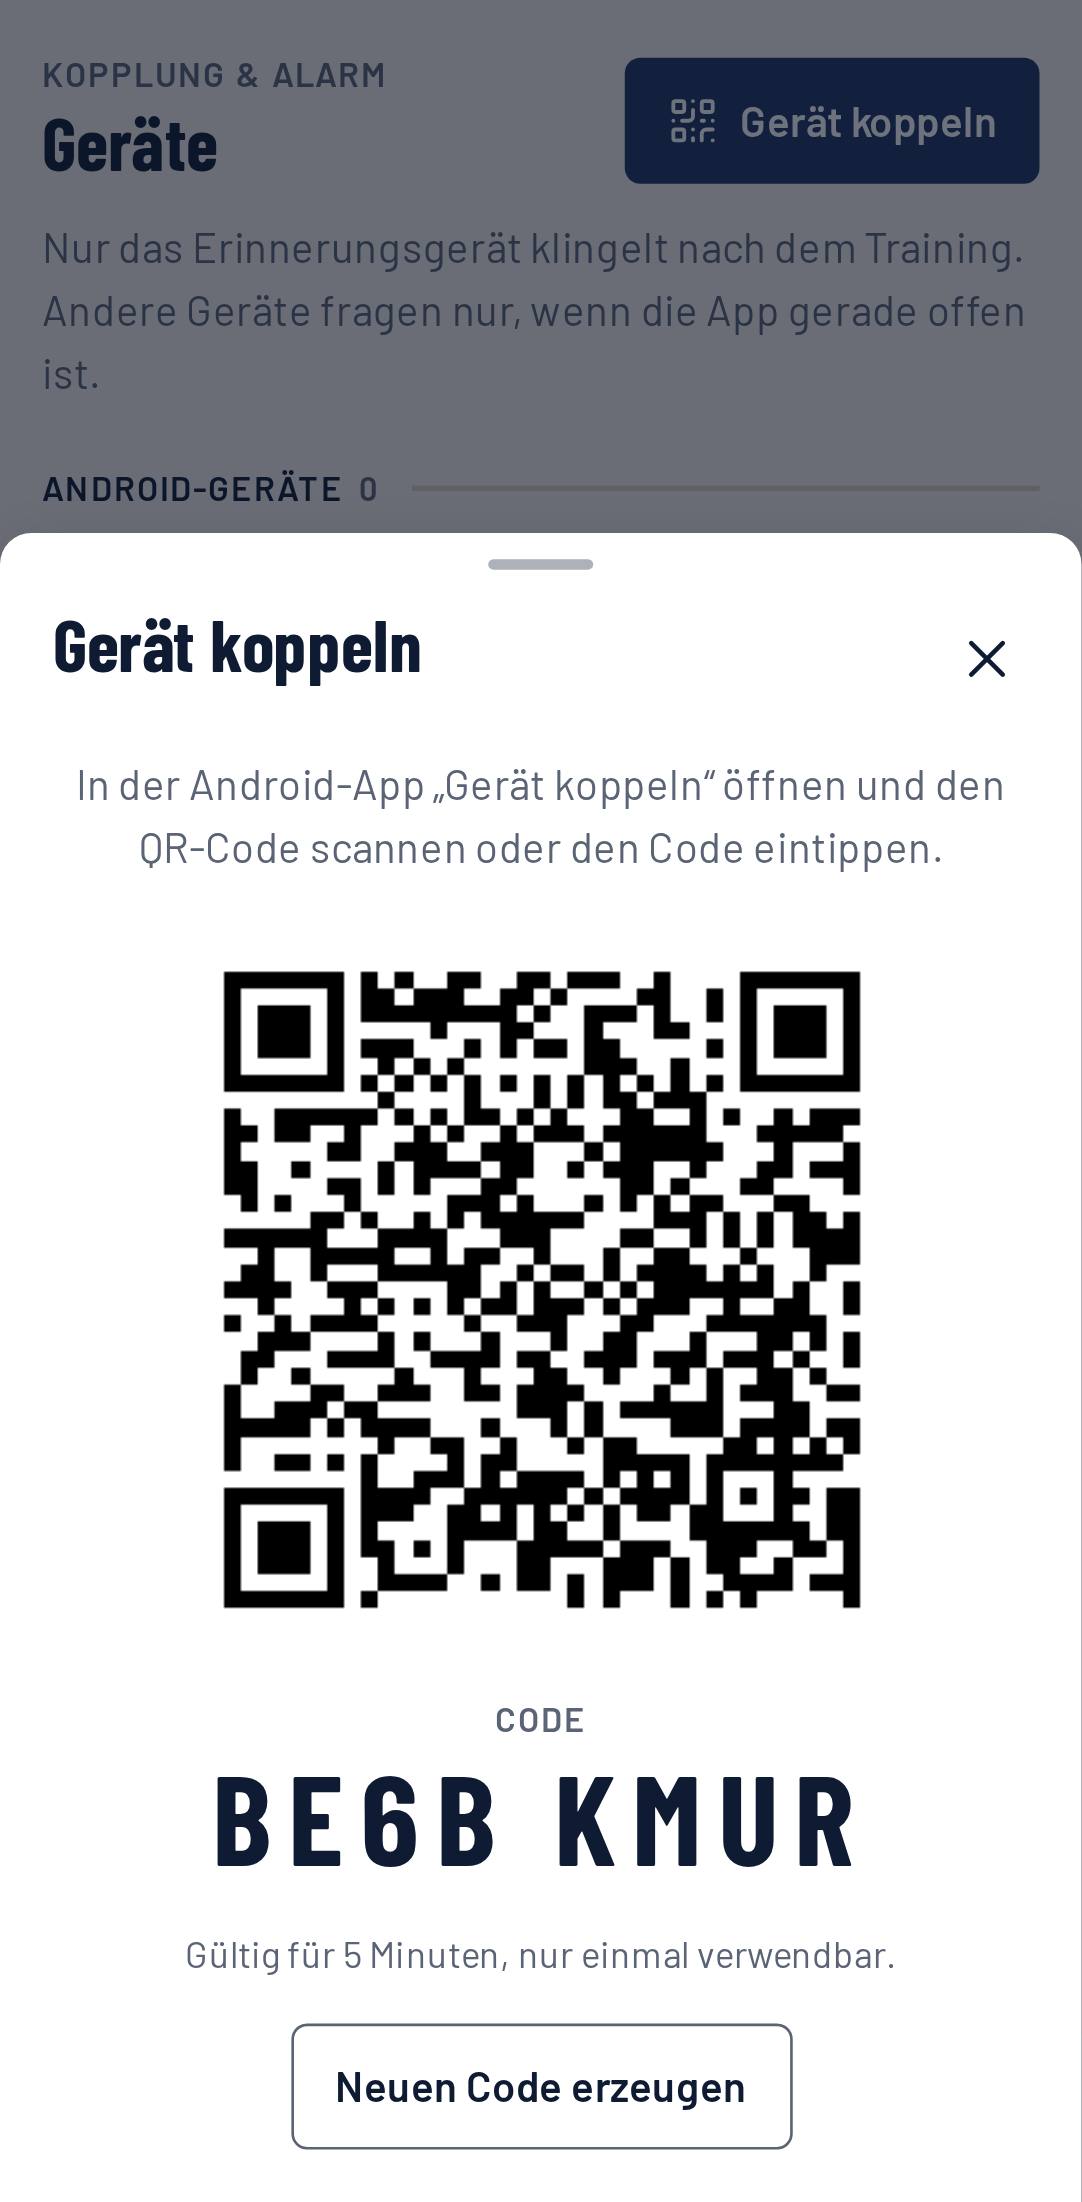 KOPPLUNG & ALARM
Geräte
Gerät koppeln
Nur das Erinnerungsgerät klingelt nach dem Training.
Andere Geräte fragen nur, wenn die App gerade offen
ist.
ANDROID-GERÄTE 0
Gerät koppeln
In der Android-App „Gerät koppeln“ öffnen und den
QR-Code scannen oder den Code eintippen.
CODE
BE6B KMUR
Gültig für 5 Minuten, nur einmal verwendbar.
Neuen Code erzeugen